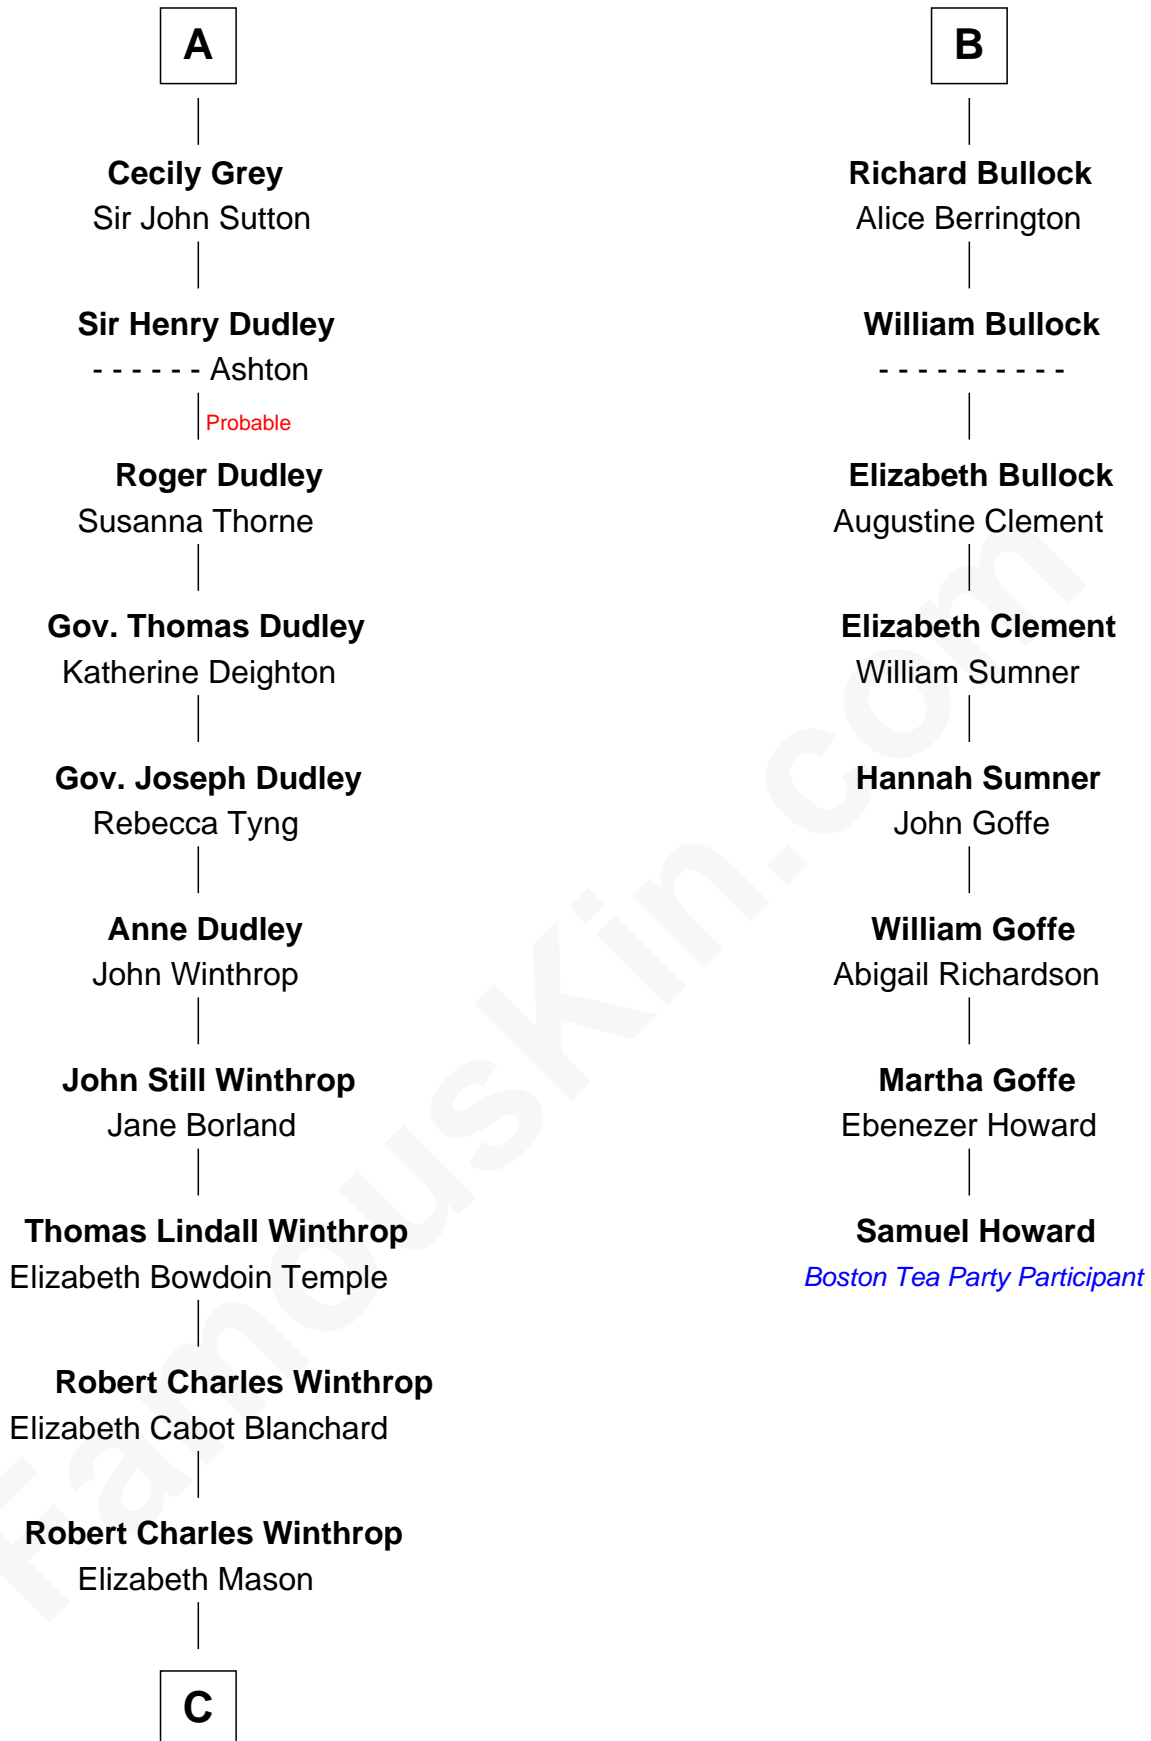 A
Cecily Grey
Sir John Sutton
Sir Henry Dudley
- - - - - - Ashton
Probable
Roger Dudley
Susanna Thorne
Gov. Thomas Dudley
Katherine Deighton
Gov. Joseph Dudley
Rebecca Tyng
Anne Dudley
John Winthrop
John Still Winthrop
Jane Borland
Thomas Lindall Winthrop
Elizabeth Bowdoin Temple
Robert Charles Winthrop
Elizabeth Cabot Blanchard
Robert Charles Winthrop
Elizabeth Mason
C
B
Richard Bullock
Alice Berrington
William Bullock
- - - - - - - - - -
Elizabeth Bullock
Augustine Clement
Elizabeth Clement
William Sumner
Hannah Sumner
John Goffe
William Goffe
Abigail Richardson
Martha Goffe
Ebenezer Howard
Samuel Howard
Boston Tea Party Participant
FamousKin.com